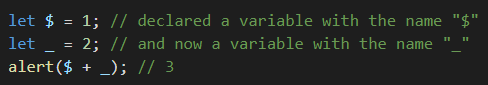 let $ = 1; // declared a variable with the name "$"
let _ = 2; // and now a variable with the name "_"
alert($ + _); // 3